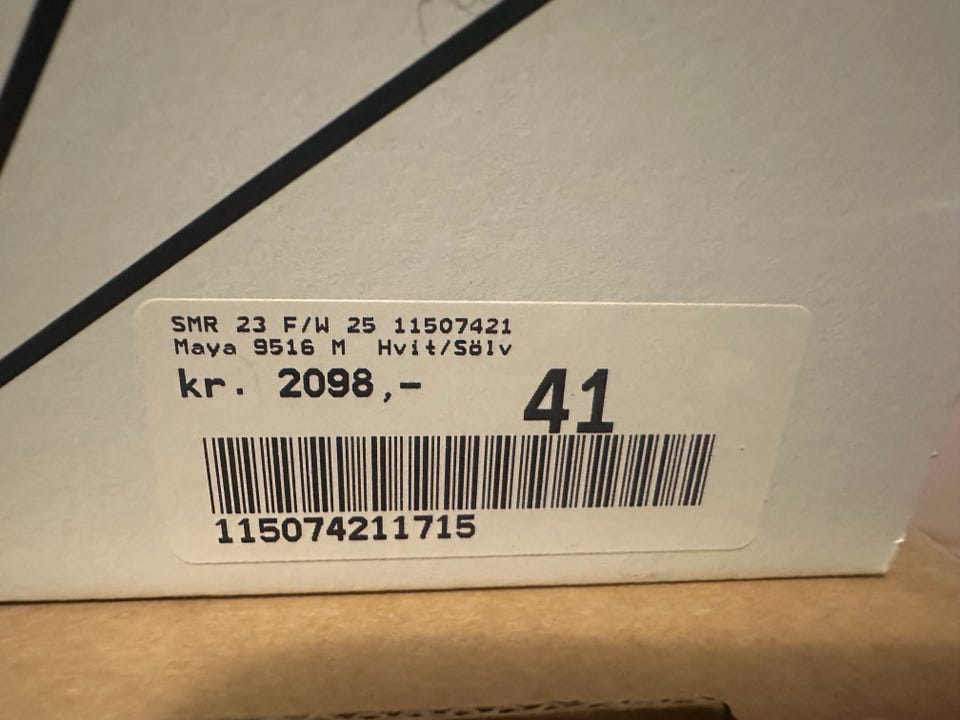 SMR 23 F/W 25 11507421
Maya 9516 M Hvit/Sölv
kr. 2098,- 41
115074211715